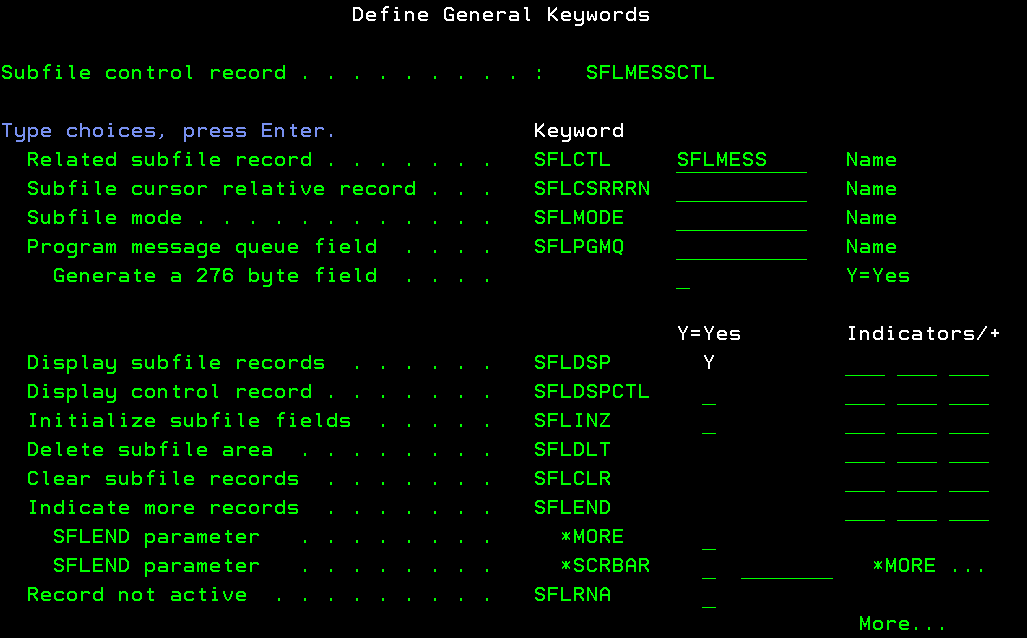 Define General Keywords
Subfile control record . . . . . . . . . : SFLMESSCTL
Type choices, press Enter. Keyword
Related subfile record . . . . . . . SFLCTL SFLMESS Name
Subfile cursor relative record . . . SFLCSRRRN Name
Subfile mode . . . . . . . . . . . . SFLMODE Name
Program message queue field . . . . SFLPGMQ Name
Generate a 276 byte field . . . . Y=Yes
Y=Yes Indicators/+
Display subfile records . . . . . . SFLDSP Y
Display control record . . . . . . . SFLDSPCTL
Initialize subfile fields . . . . . SFLINZ
Delete subfile area . . . . . . . . SFLDLT
Clear subfile records . . . . . . . SFLCLR
Indicate more records . . . . . . . SFLEND
SFLEND parameter . . . . . . . . *MORE
SFLEND parameter . . . . . . . . *SCRBAR *MORE ...
Record not active . . . . . . . . . SFLRNA
More...